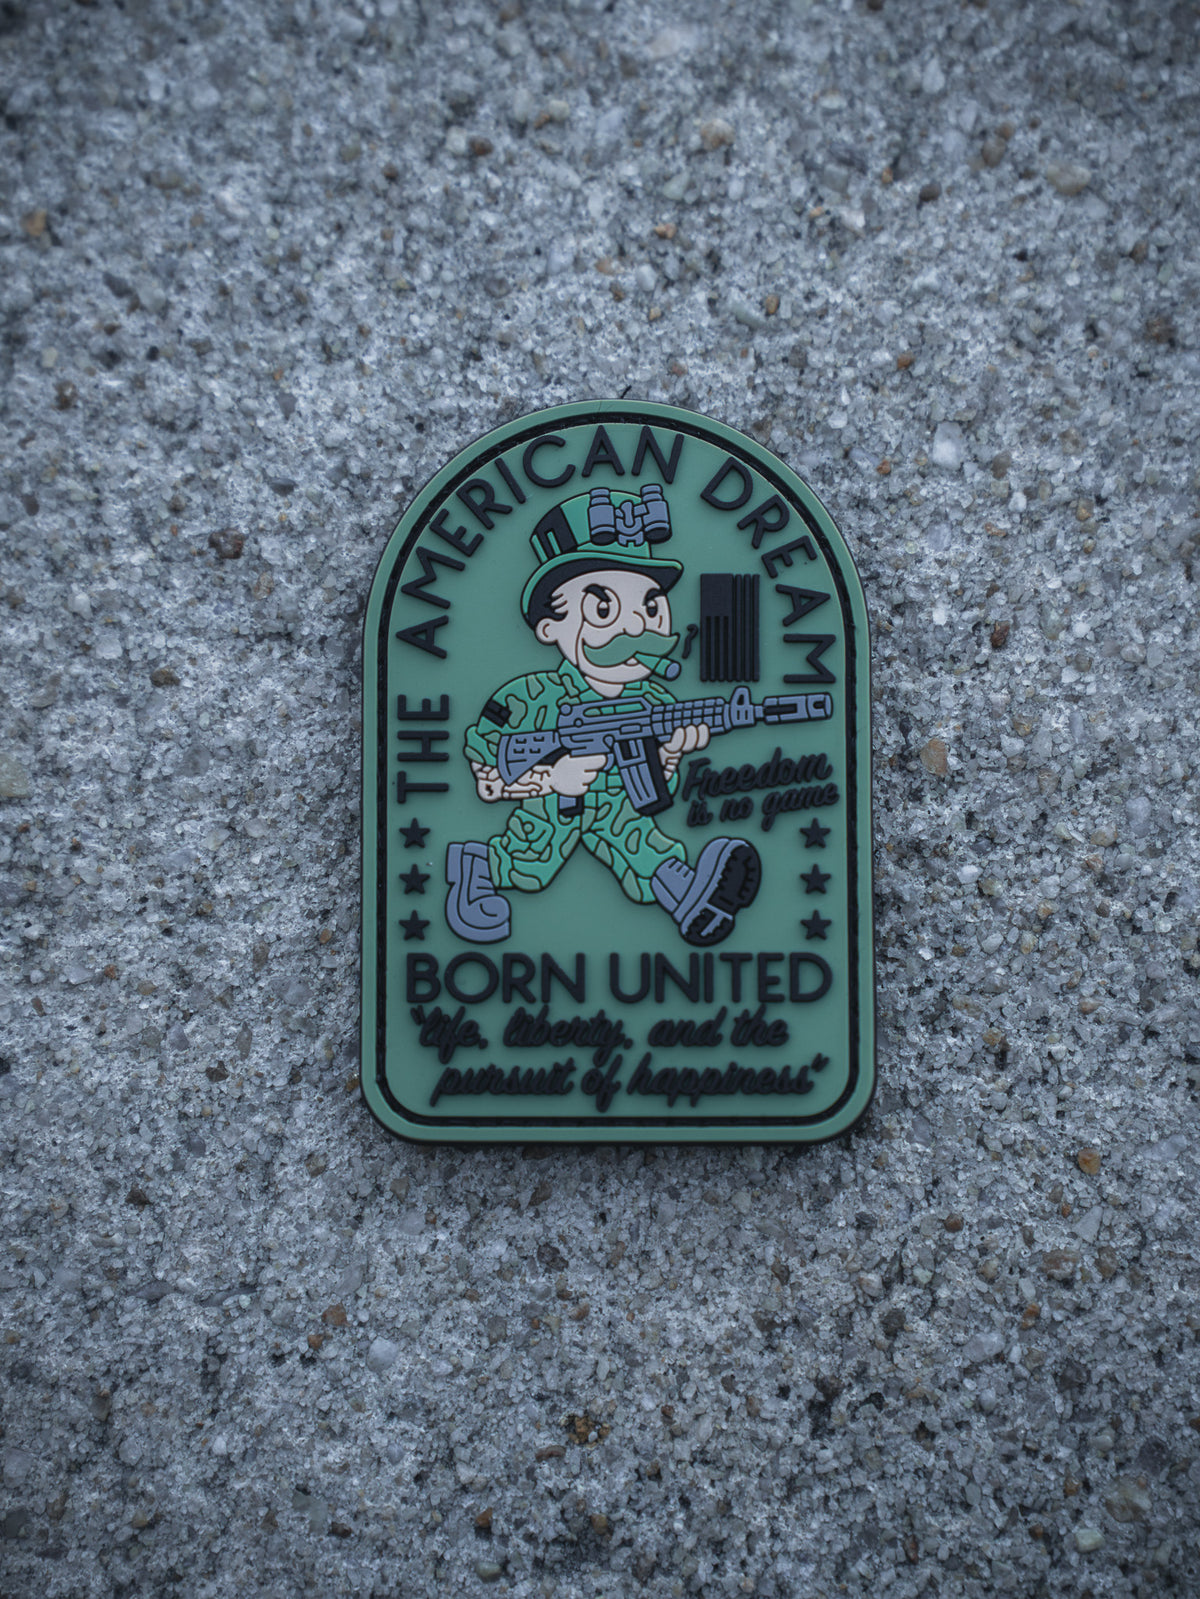 THE AMERICAN DREAM
Freedom
is no game
BORN UNITED
"life, liberty, and the
pursuit of happiness"